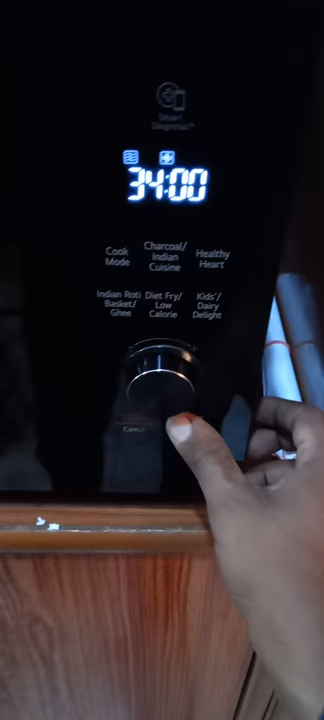 Smart
Diagnosis™
34:00
Cook
Mode
Charcoal/
Indian
Cuisine
Healthy
Heart
Indian Roti
Basket/
Ghee
Diet Fry/
Low
Calorie
Kids'/
Dairy
Delight
Cancel